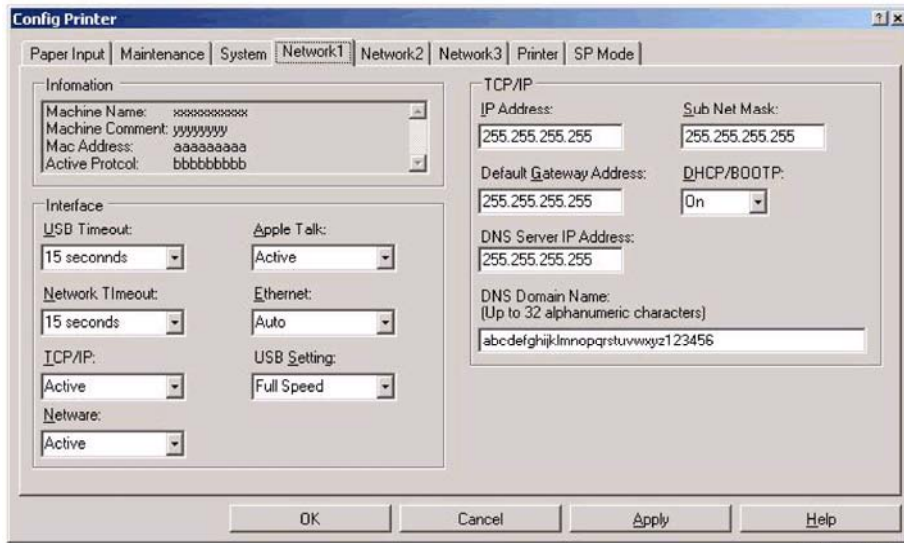 Config Printer
Paper Input Maintenance System Network1 Network2 Network3 Printer SP Mode
Infomation
Machine Name: xxxxxxxxxxx
Machine Comment: yyyyyyyy
Mac Address: aaaaaaaaa
Active Protcol: bbbbbbbbb
Interface
USB Timeout:
15 seconnds
Apple Talk:
Active
Network TImeout:
15 seconds
Ethernet:
Auto
TCP/IP:
Active
USB Setting:
Full Speed
Netware:
Active
TCP/IP
IP Address:
255.255.255.255
Sub Net Mask:
255.255.255.255
Default Gateway Address:
255.255.255.255
DHCP/BOOTP:
On
DNS Server IP Address:
255.255.255.255
DNS Domain Name:
(Up to 32 alphanumeric characters)
abcdefghijklmnopqrstuvwxyz123456
OK Cancel Apply Help